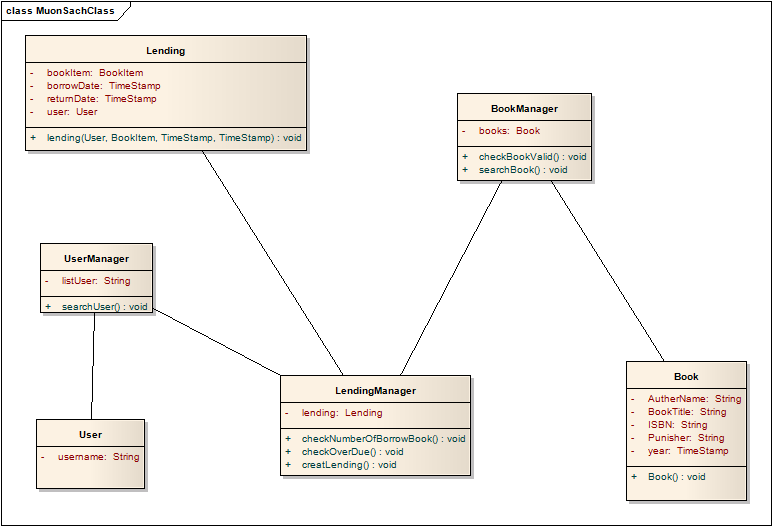 class MuonSachClass
Lending
- bookItem: BookItem
- borrowDate: TimeStamp
- returnDate: TimeStamp
- user: User
+ lending(User, BookItem, TimeStamp, TimeStamp) : void
BookManager
- books: Book
+ checkBookValid() : void
+ searchBook() : void
UserManager
- listUser: String
+ searchUser() : void
LendingManager
- lending: Lending
+ checkNumberOfBorrowBook() : void
+ checkOverDue() : void
+ creatLending() : void
Book
- AutherName: String
- BookTitle: String
- ISBN: String
- Punisher: String
- year: TimeStamp
+ Book() : void
User
- username: String